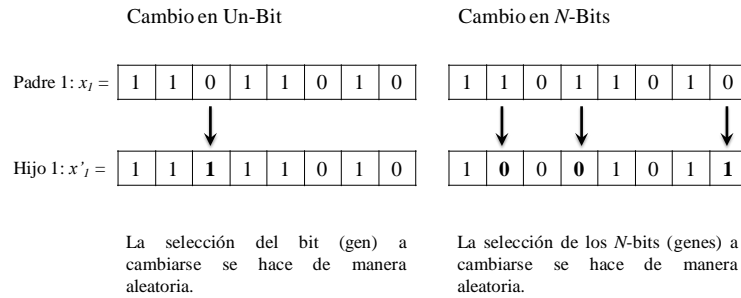 Cambio en Un-Bit
Cambio en N-Bits
Padre 1: x1 = 1 1 0 1 1 0 1 0
1 1 0 1 1 0 1 0
Hijo 1: x'1 = 1 1 1 1 1 0 1 0
1 0 0 0 1 0 1 1
La selección del bit (gen) a
cambiarse se hace de manera
aleatoria.
La selección de los N-bits (genes) a
cambiarse se hace de manera
aleatoria.